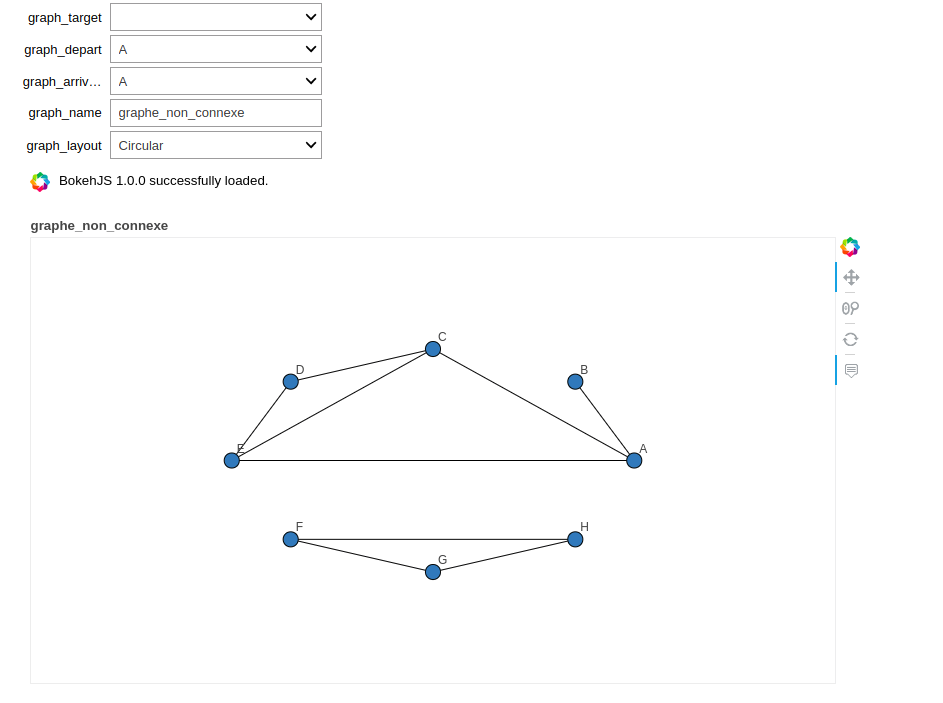 graph_target
graph_depart A
graph_arriv... A
graph_name graphe_non_connexe
graph_layout Circular
BokehJS 1.0.0 successfully loaded.
graphe_non_connexe
C
D
B
E
A
F
H
G